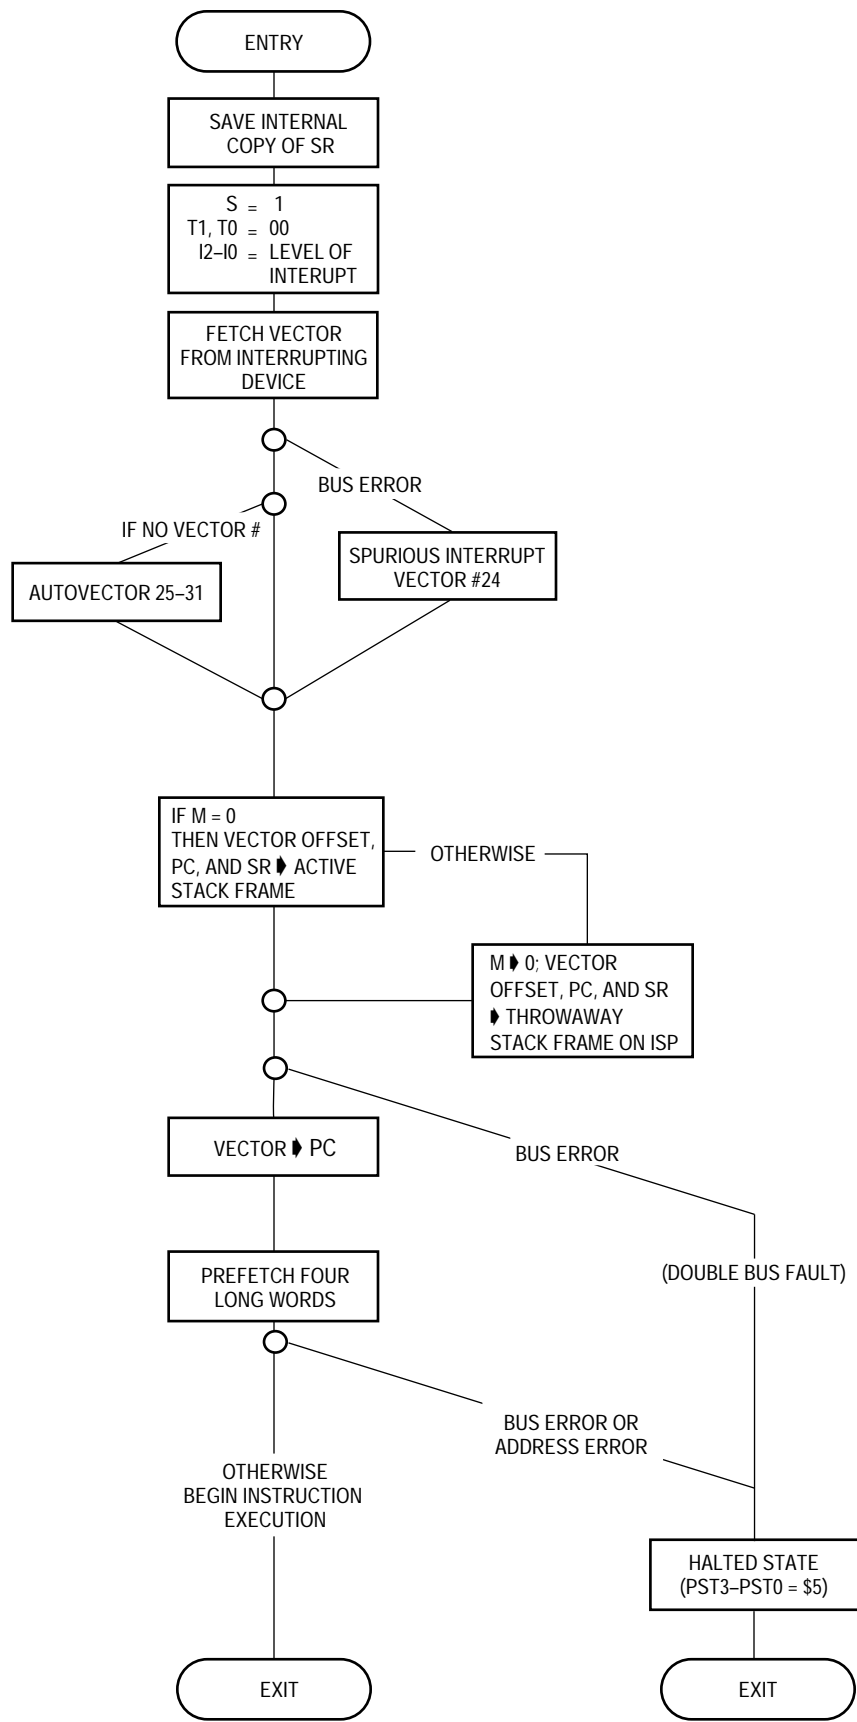 ENTRY
SAVE INTERNAL
COPY OF SR
S = 1
T1, T0 = 00
I2–I0 = LEVEL OF
INTERUPT
FETCH VECTOR
FROM INTERRUPTING
DEVICE
BUS ERROR
IF NO VECTOR #
SPURIOUS INTERRUPT
VECTOR #24
AUTOVECTOR 25–31
IF M = 0
THEN VECTOR OFFSET,
PC, AND SR ➧ ACTIVE
STACK FRAME
OTHERWISE
M ➧ 0; VECTOR
OFFSET, PC, AND SR
➧ THROWAWAY
STACK FRAME ON ISP
VECTOR ➧ PC
BUS ERROR
(DOUBLE BUS FAULT)
PREFETCH FOUR
LONG WORDS
BUS ERROR OR
ADDRESS ERROR
OTHERWISE
BEGIN INSTRUCTION
EXECUTION
HALTED STATE
(PST3–PST0 = $5)
EXIT
EXIT